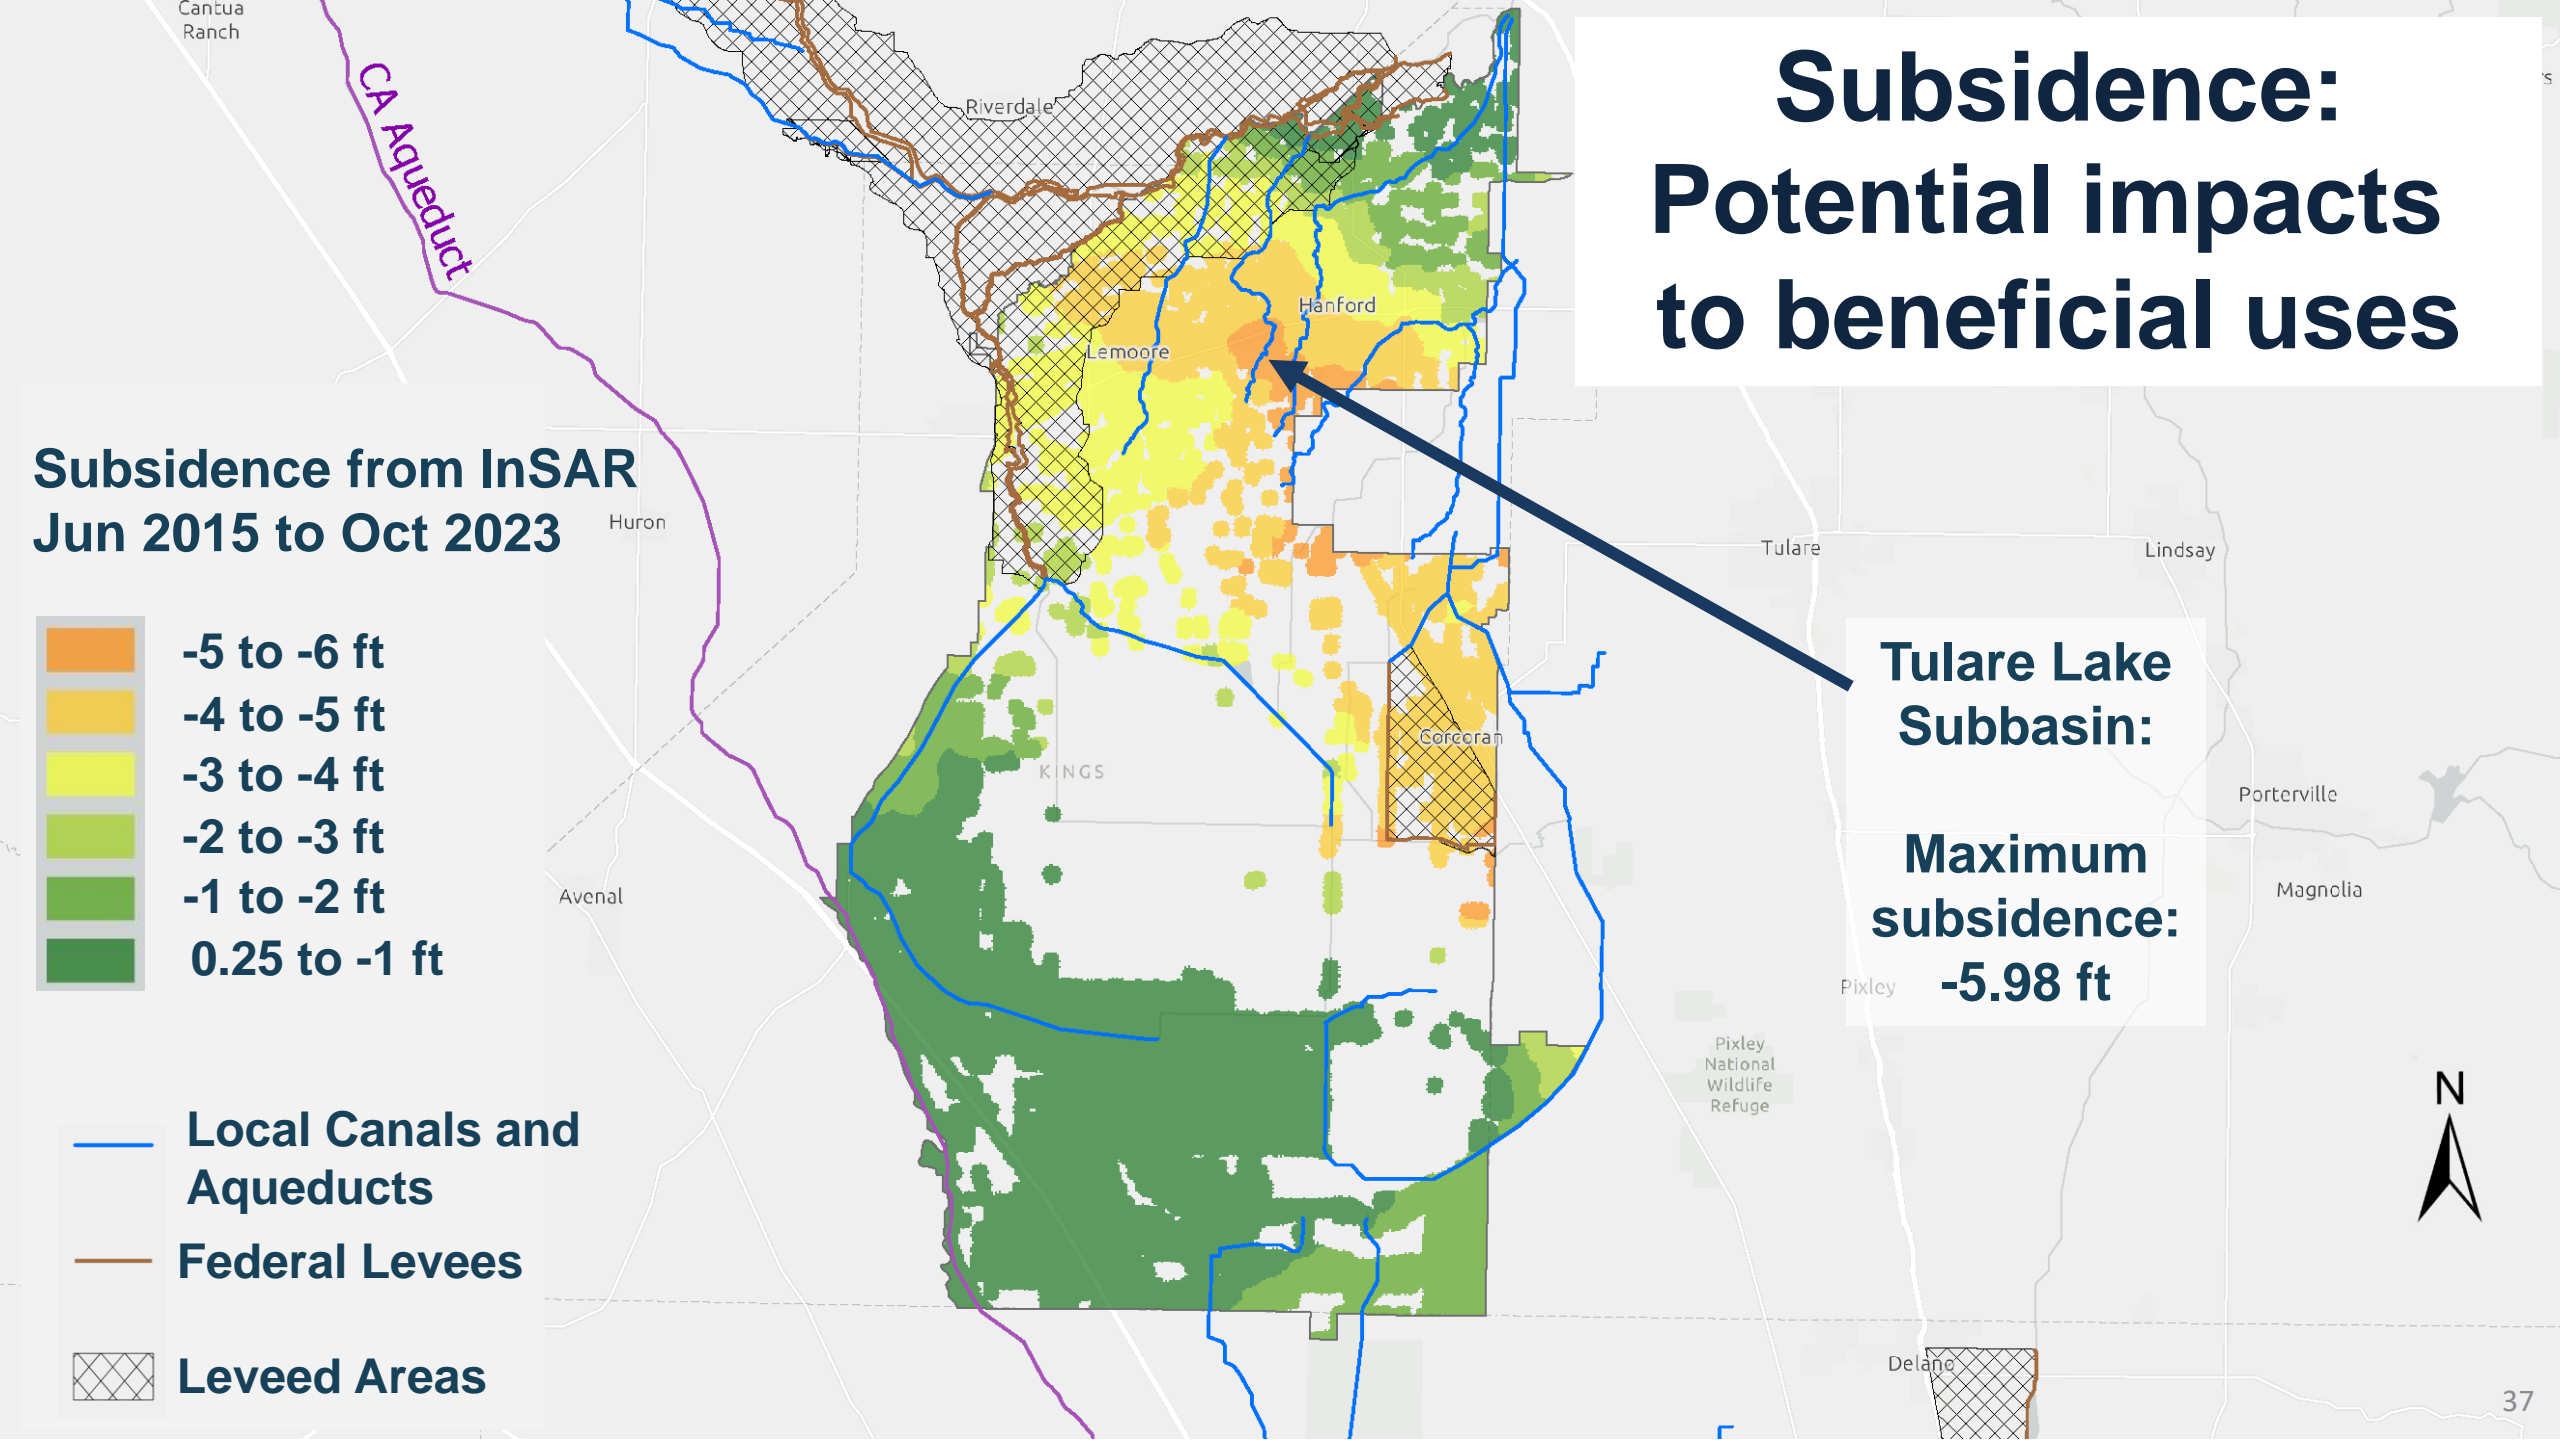 Subsidence:
Potential impacts
to beneficial uses
Cantua
Ranch
CA Aqueduct
Riverdale
Hanford
Lemoore
Subsidence from InSAR
Jun 2015 to Oct 2023
-5 to -6 ft
-4 to -5 ft
-3 to -4 ft
-2 to -3 ft
-1 to -2 ft
0.25 to -1 ft
Local Canals and
Aqueducts
Federal Levees
Leveed Areas
Huron
Avenal
KINGS
Corcoran
Tulare
Lindsay
Tulare Lake
Subbasin:
Maximum
subsidence:
-5.98 ft
Porterville
Magnolia
Pixley
Pixley
National
Wildlife
Refuge
N
Delano
37